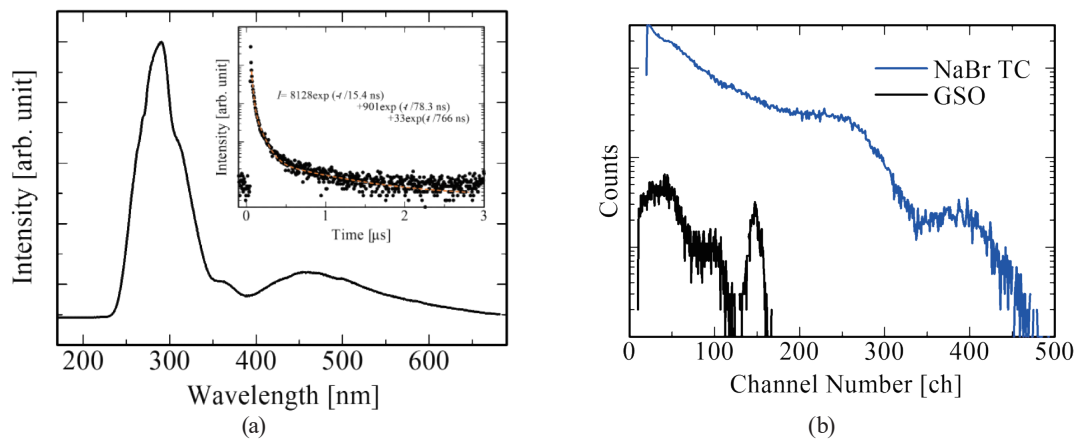 Intensity [arb. unit]
Intensity [arb. unit]
I= 8128exp (-t /15.4 ns)
+901exp (-t /78.3 ns)
+33exp(-t /766 ns)
0 1 2 3
Time [μs]
200 300 400 500 600
Wavelength [nm]
(a)
Counts
NaBr TC
GSO
0 100 200 300 400 500
Channel Number [ch]
(b)